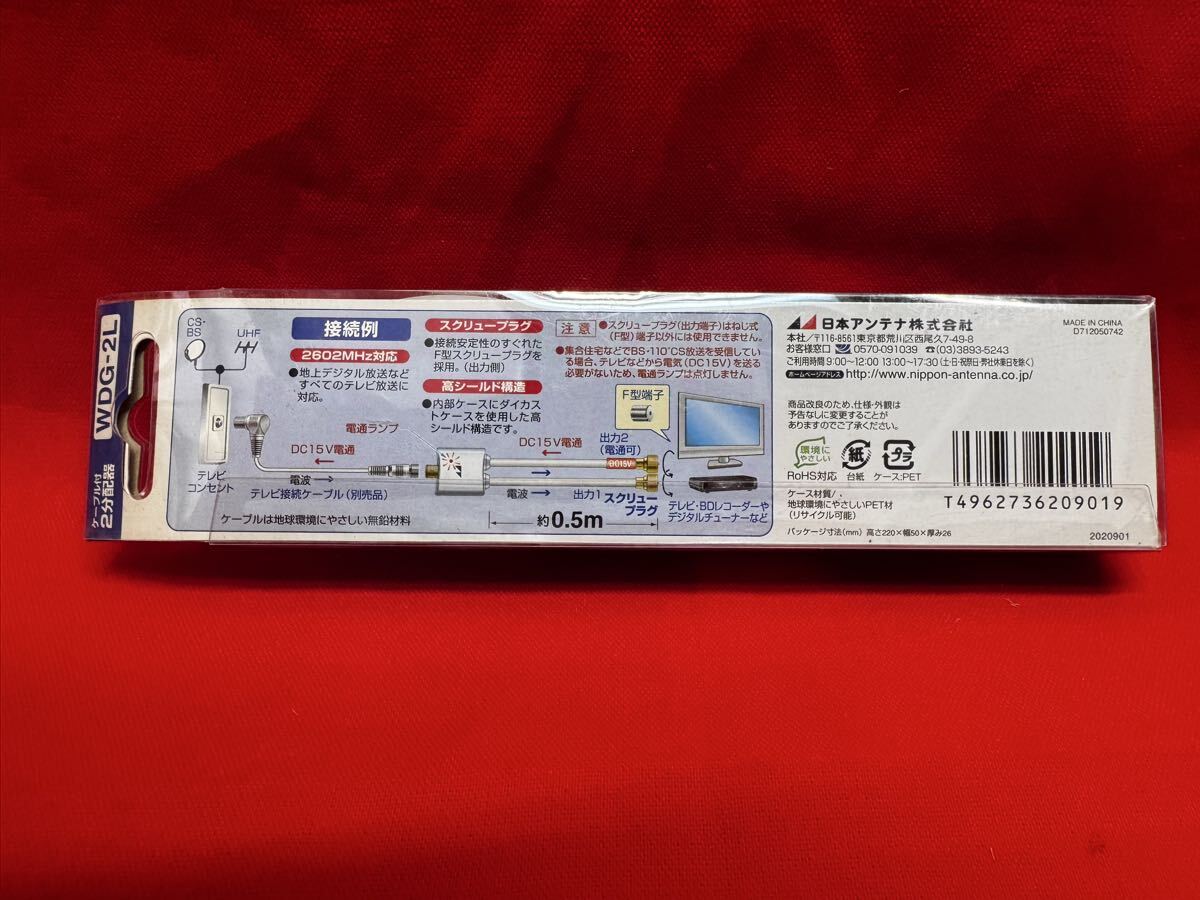 WDG-2L
ケーブル付
2分配器
CS・
BS
UHF
接続例
2602MHz対応
●地上デジタル放送など
すべてのテレビ放送に
対応。
スクリュープラグ
●接続安定性のすぐれた
F型スクリュープラグを
採用。（出力側）
高シールド構造
●内部ケースにダイカス
トケースを使用した高
シールド構造です。
注意
●スクリュープラグ（出力端子）はねじ式
（F型）端子以外には使用できません。
●集合住宅などでBS・110°CS放送を受信してい
る場合、テレビなどから電気（DC15V）を送る
必要がないため、電通ランプは点灯しません。
F型端子
電通ランプ
DC15V電通
DC15V電通
出力2
（電通可）
DC15V
テレビ
コンセント
電波
テレビ接続ケーブル（別売品）
電波
出力1
スクリュー
プラグ
テレビ・BDレコーダーや
デジタルチューナーなど
ケーブルは地球環境にやさしい無鉛材料
約0.5m
日本アンテナ株式会社
本社/〒116-8561東京都荒川区西尾久7-49-8
お客様窓口 0570-091039 ☎(03)3893-5243
ご利用時間 9:00~12:00 13:00~17:30（土・日・祝祭日・弊社休業日を除く）
ホームページアドレス http://www.nippon-antenna.co.jp/
MADE IN CHINA
D712050742
商品改良のため、仕様・外観は
予告なしに変更することが
ありますのでご了承ください。
環境に
やさしい
RoHS対応
紙
台紙
プラ
ケース:PET
ケース材質/
地球環境にやさしいPET材
（リサイクル可能）
パッケージ寸法(mm) 高さ220×幅50×厚み26
T4962736209019
2020901